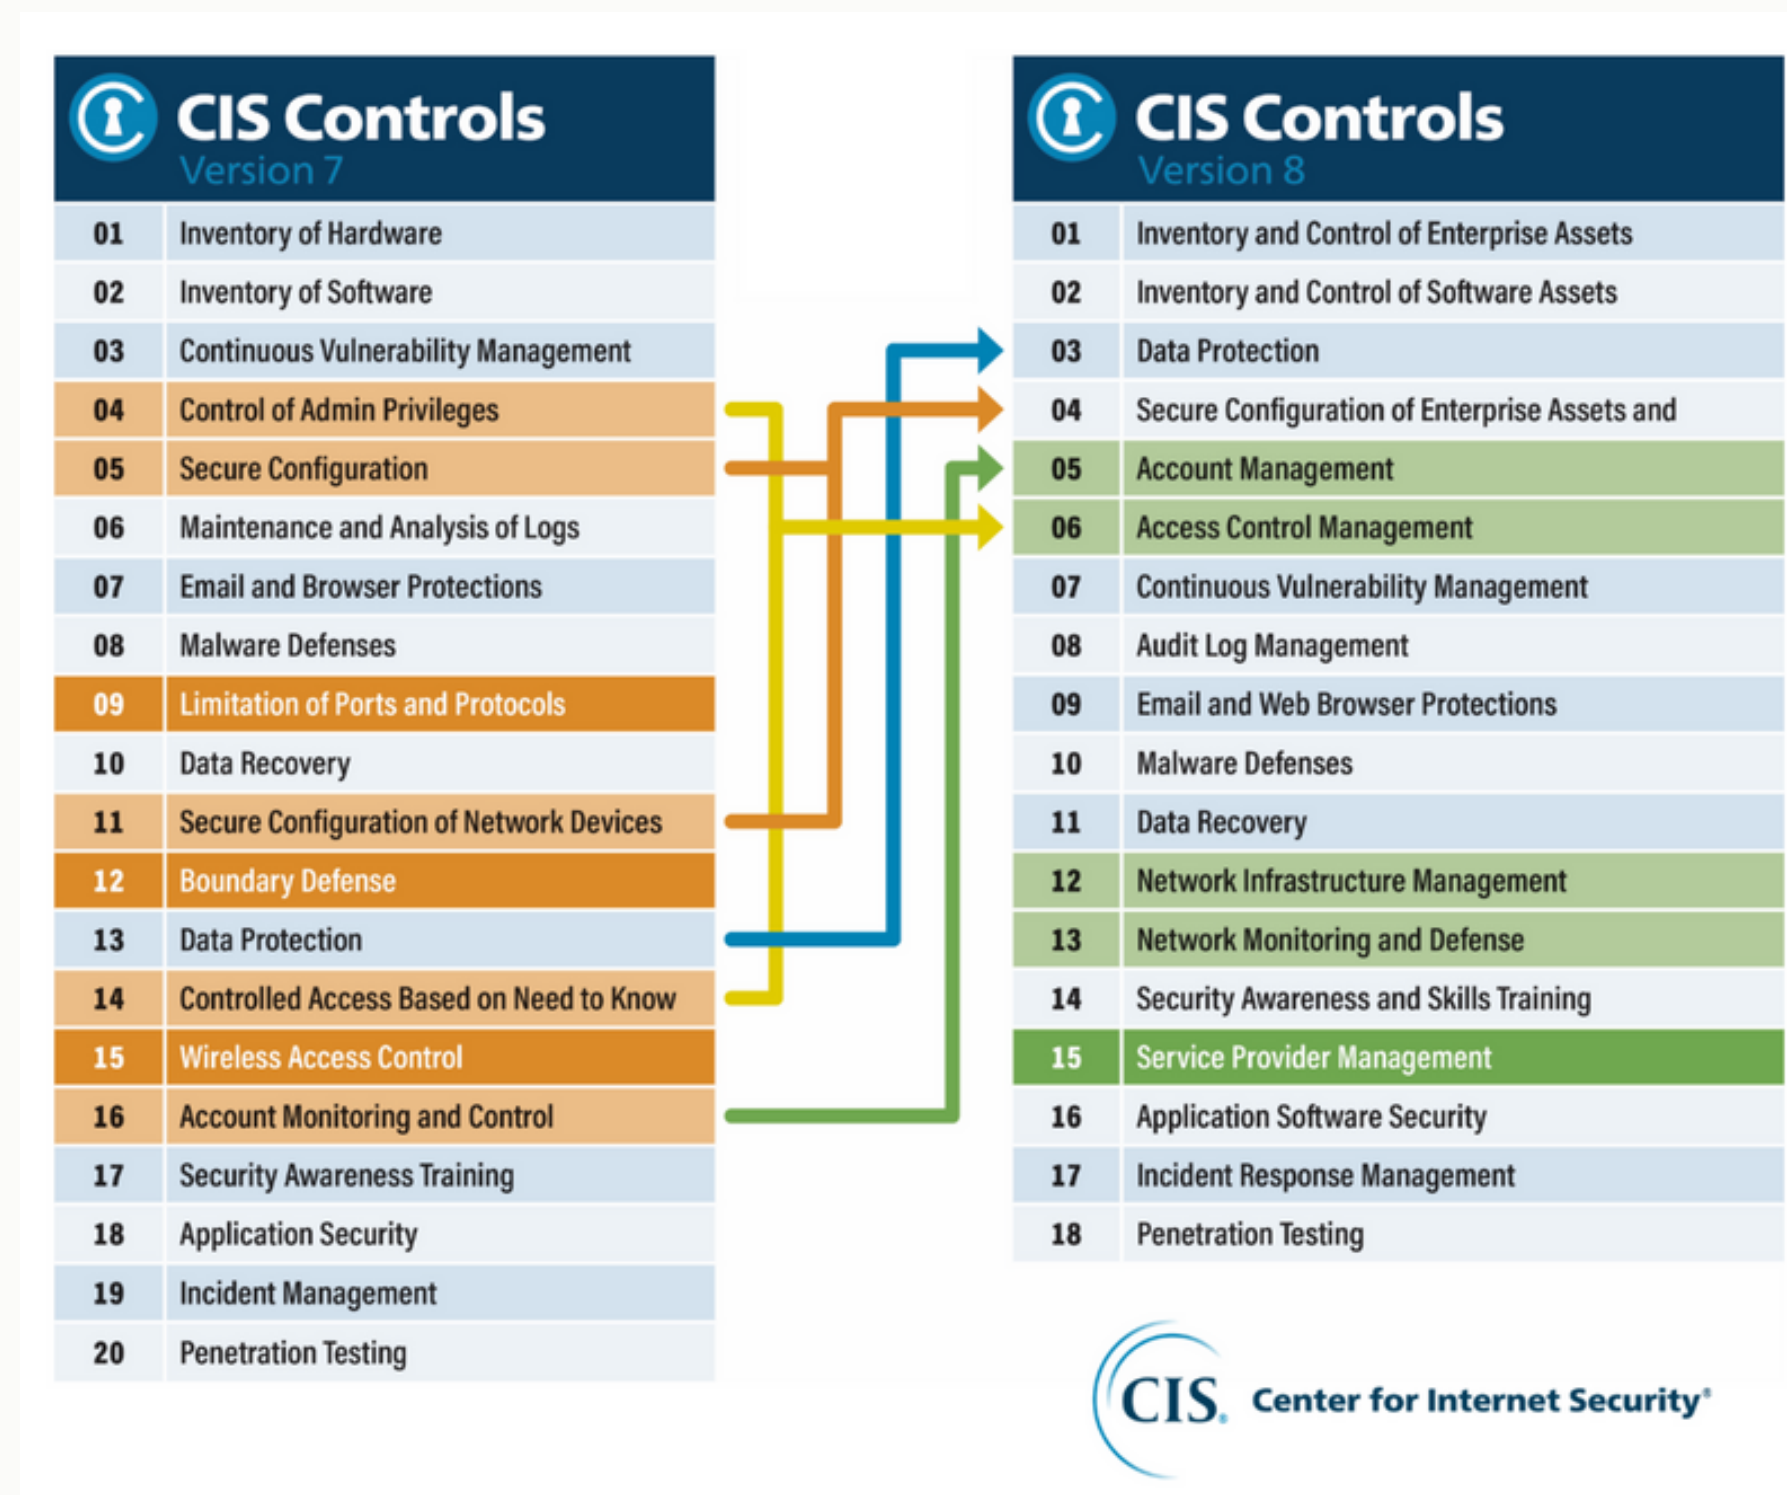 CIS Controls
Version 7
01 Inventory of Hardware
02 Inventory of Software
03 Continuous Vulnerability Management
04 Control of Admin Privileges
05 Secure Configuration
06 Maintenance and Analysis of Logs
07 Email and Browser Protections
08 Malware Defenses
09 Limitation of Ports and Protocols
10 Data Recovery
11 Secure Configuration of Network Devices
12 Boundary Defense
13 Data Protection
14 Controlled Access Based on Need to Know
15 Wireless Access Control
16 Account Monitoring and Control
17 Security Awareness Training
18 Application Security
19 Incident Management
20 Penetration Testing
CIS Controls
Version 8
01 Inventory and Control of Enterprise Assets
02 Inventory and Control of Software Assets
03 Data Protection
04 Secure Configuration of Enterprise Assets and
05 Account Management
06 Access Control Management
07 Continuous Vulnerability Management
08 Audit Log Management
09 Email and Web Browser Protections
10 Malware Defenses
11 Data Recovery
12 Network Infrastructure Management
13 Network Monitoring and Defense
14 Security Awareness and Skills Training
15 Service Provider Management
16 Application Software Security
17 Incident Response Management
18 Penetration Testing
CIS. Center for Internet Security®